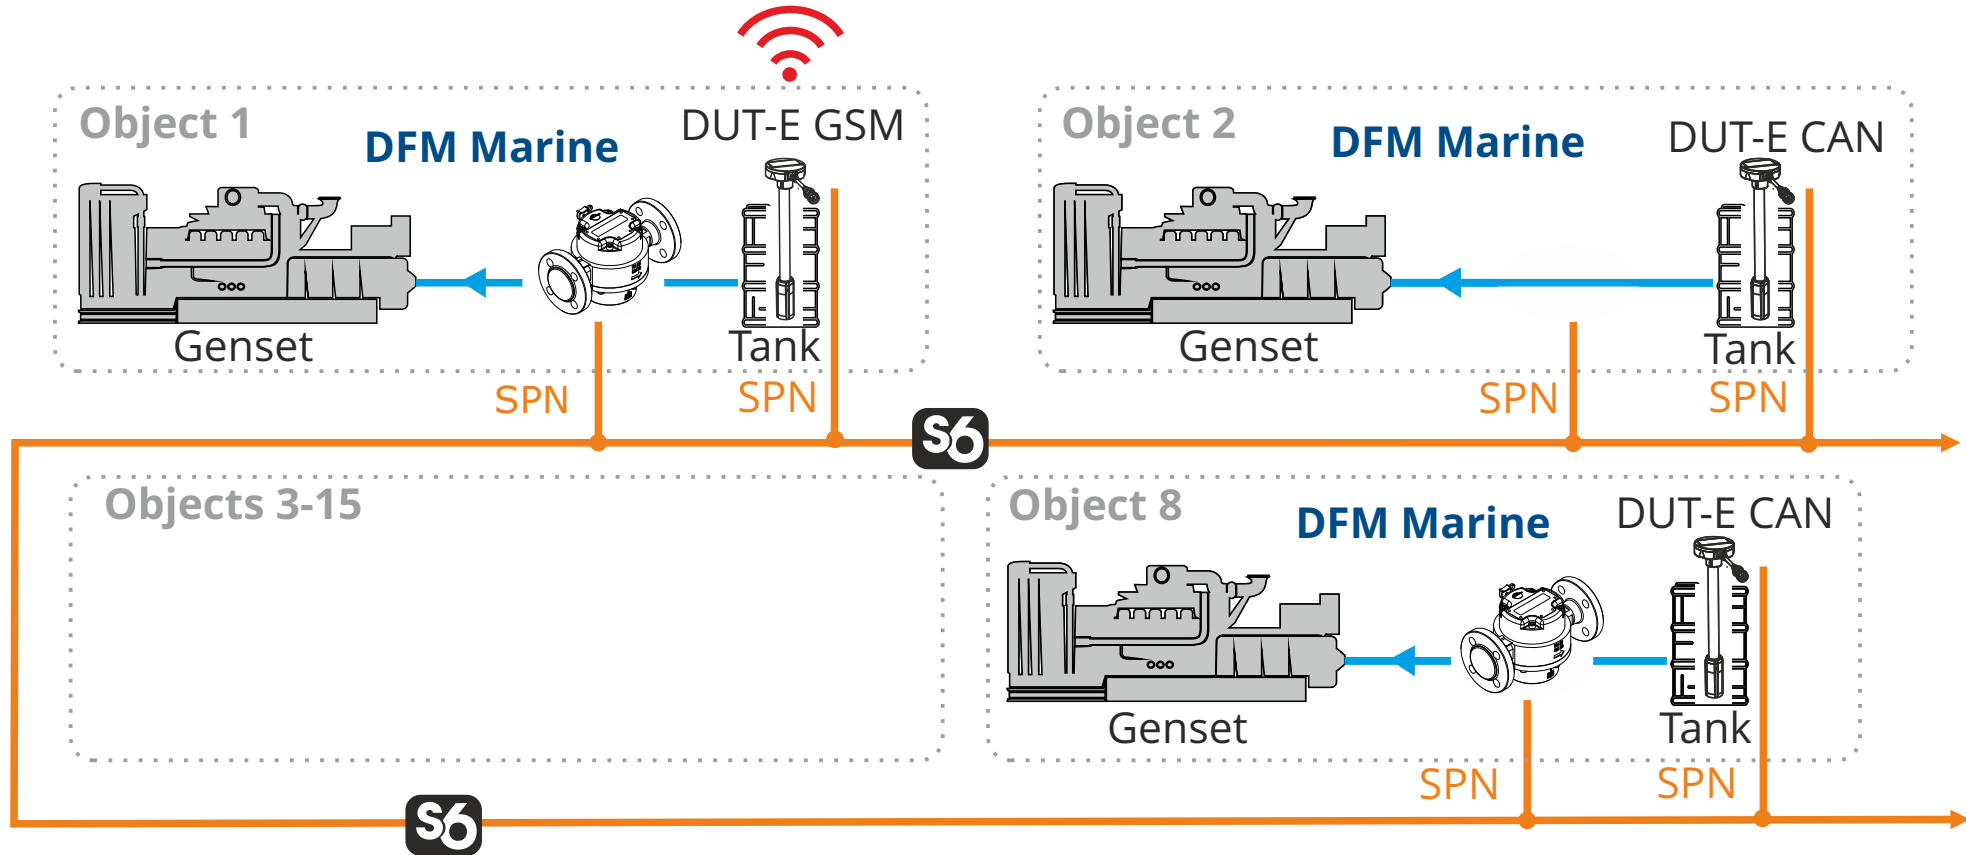 Object 1
DFM Marine
DUT-E GSM
Genset
Tank
SPN
SPN
Object 2
DFM Marine
DUT-E CAN
Genset
Tank
SPN
SPN
S6
Objects 3-15
Object 8
DFM Marine
DUT-E CAN
Genset
Tank
SPN
SPN
S6